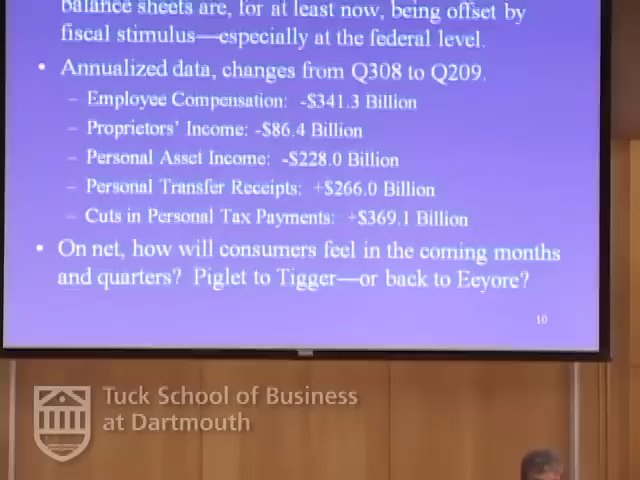 balance sheets are, for at least now, being offset by
fiscal stimulus—especially at the federal level.
• Annualized data, changes from Q308 to Q209.
– Employee Compensation: -$341.3 Billion
– Proprietors' Income: -$86.4 Billion
– Personal Asset Income: -$228.0 Billion
– Personal Transfer Receipts: +$266.0 Billion
– Cuts in Personal Tax Payments: +$369.1 Billion
• On net, how will consumers feel in the coming months
and quarters? Piglet to Tigger—or back to Eeyore?
10
Tuck School of Business
at Dartmouth